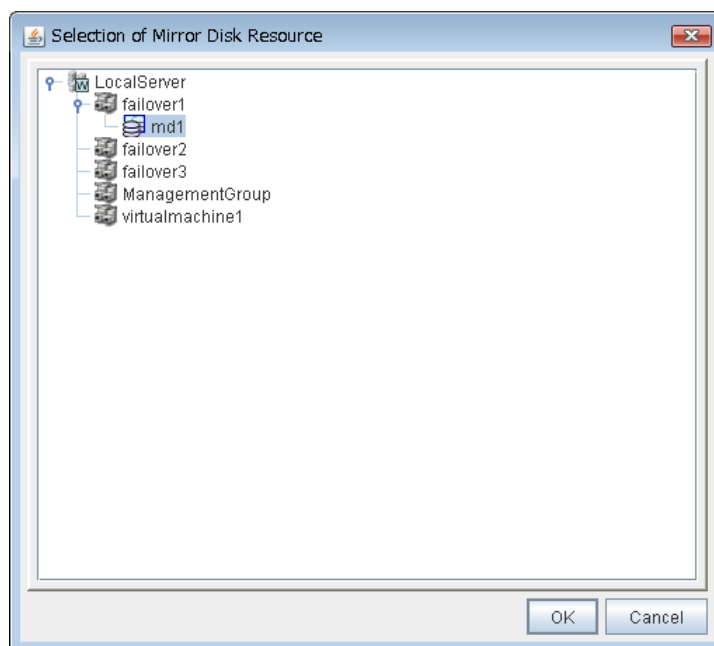 Selection of Mirror Disk Resource
LocalServer
failover1
md1
failover2
failover3
ManagementGroup
virtualmachine1
OK Cancel